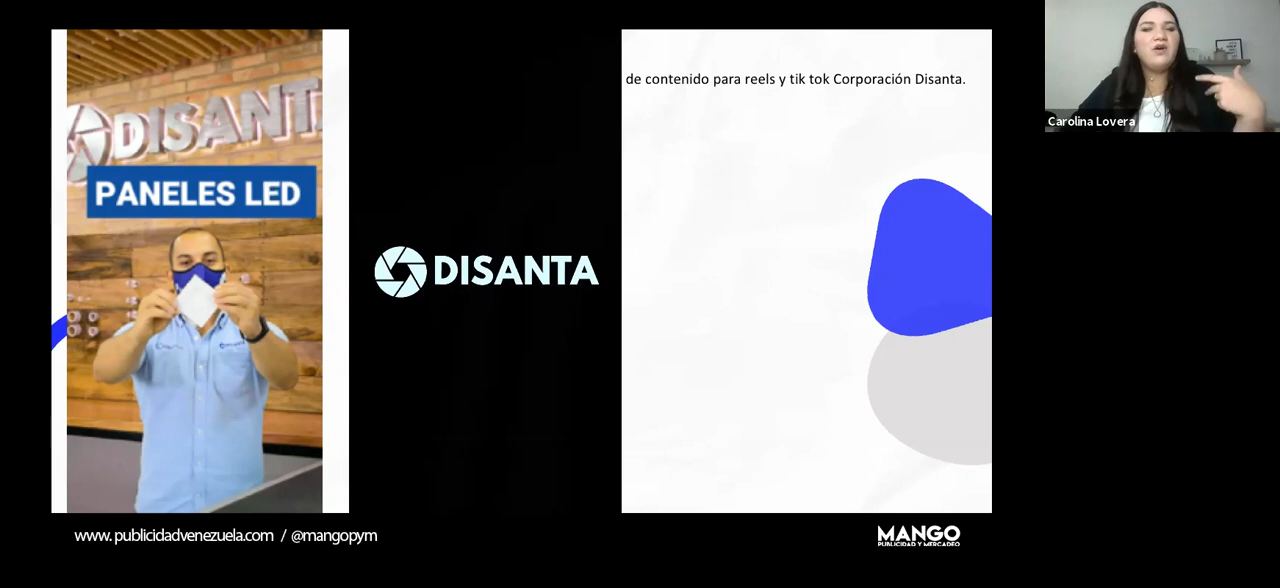 DISANT
PANELES LED
DISANTA
de contenido para reels y tik tok Corporación Disanta.
Carolina Lovera
www.publicidadvenezuela.com / @mangopym
MANGO
PUBLICIDAD Y MERCADEO